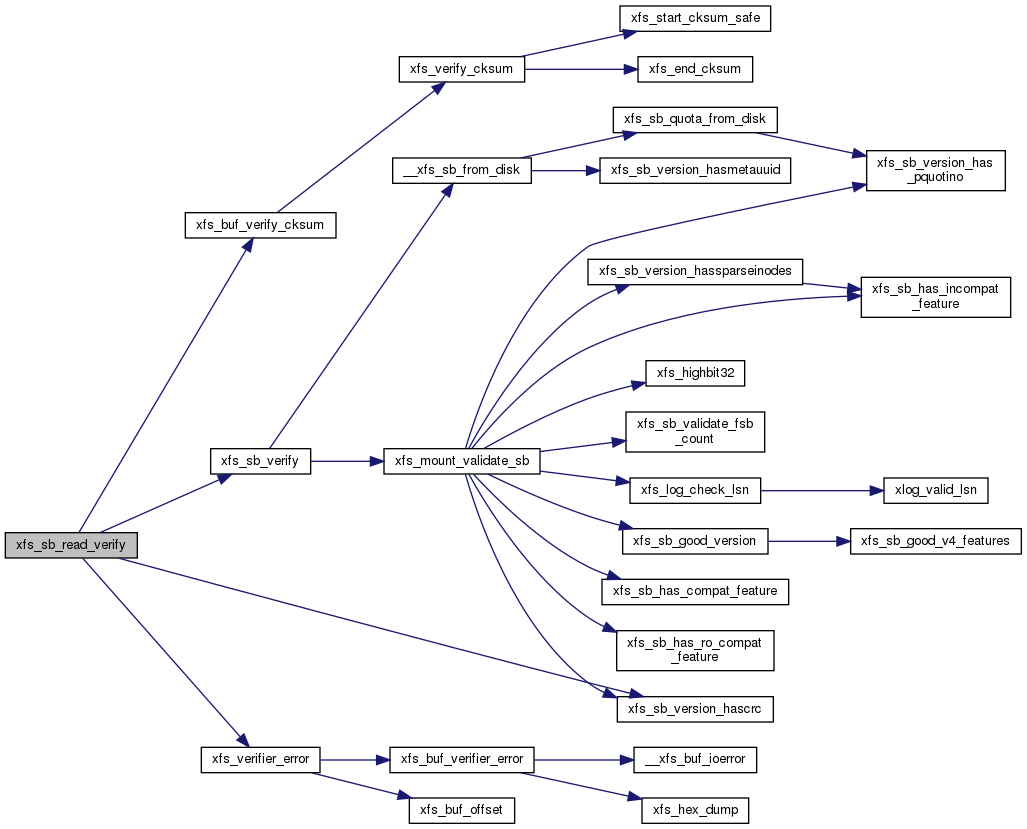 xfs_start_cksum_safe
xfs_verify_cksum
xfs_end_cksum
xfs_sb_quota_from_disk
__xfs_sb_from_disk
xfs_sb_version_hasmetauuid
xfs_sb_version_has
_pquotino
xfs_buf_verify_cksum
xfs_sb_version_hassparseinodes
xfs_sb_has_incompat
_feature
xfs_highbit32
xfs_sb_validate_fsb
_count
xfs_sb_verify
xfs_mount_validate_sb
xfs_log_check_lsn
xlog_valid_lsn
xfs_sb_read_verify
xfs_sb_good_version
xfs_sb_good_v4_features
xfs_sb_has_compat_feature
xfs_sb_has_ro_compat
_feature
xfs_sb_version_hascrc
xfs_verifier_error
xfs_buf_verifier_error
__xfs_buf_ioerror
xfs_buf_offset
xfs_hex_dump